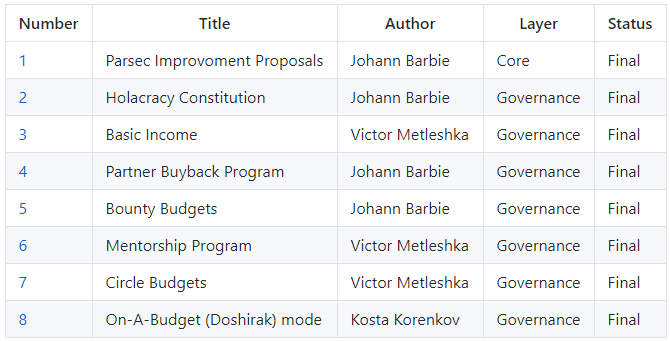 Number Title Author Layer Status
1 Parsec Improvoment Proposals Johann Barbie Core Final
2 Holacracy Constitution Johann Barbie Governance Final
3 Basic Income Victor Metleshka Governance Final
4 Partner Buyback Program Johann Barbie Governance Final
5 Bounty Budgets Johann Barbie Governance Final
6 Mentorship Program Victor Metleshka Governance Final
7 Circle Budgets Victor Metleshka Governance Final
8 On-A-Budget (Doshirak) mode Kosta Korenkov Governance Final